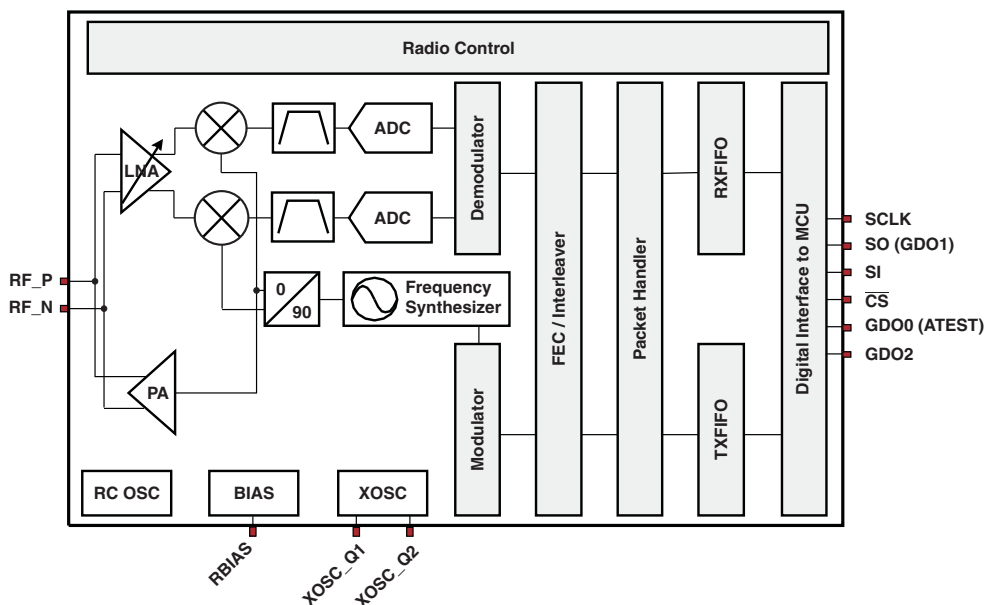 Radio Control
LNA
ADC
ADC
0
90
Frequency
Synthesizer
PA
Demodulator
Modulator
FEC / Interleaver
Packet Handler
RXFIFO
TXFIFO
Digital Interface to MCU
RF_P
RF_N
SCLK
SO (GDO1)
SI
CS
GDO0 (ATEST)
GDO2
RC OSC
BIAS
XOSC
RBIAS
XOSC_Q1
XOSC_Q2